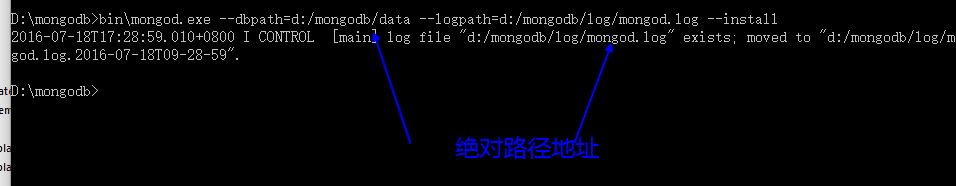 D:\mongodb>bin\mongod.exe --dbpath=d:/mongodb/data --logpath=d:/mongodb/log/mongod.log --install
2016-07-18T17:28:59.010+0800 I CONTROL  [main] log file "d:/mongodb/log/mongod.log" exists; moved to "d:/mongodb/log/m
god.log.2016-07-18T09-28-59".
D:\mongodb>
绝对路径地址